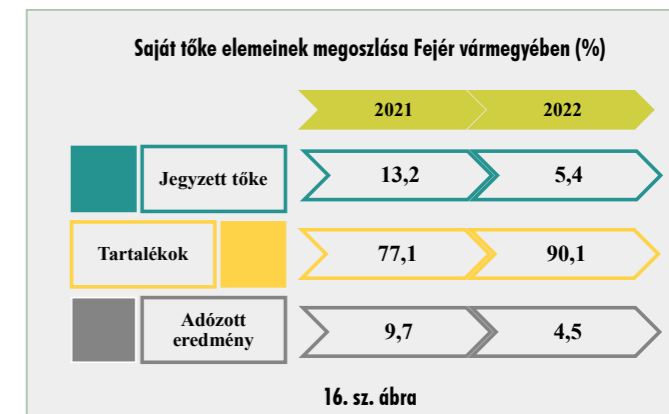 Saját tőke elemeinek megoszlása Fejér vármegyében (%)
2021 2022
Jegyzett tőke 13,2 5,4
Tartalékok 77,1 90,1
Adózott
eredmény 9,7 4,5
16. sz. ábra